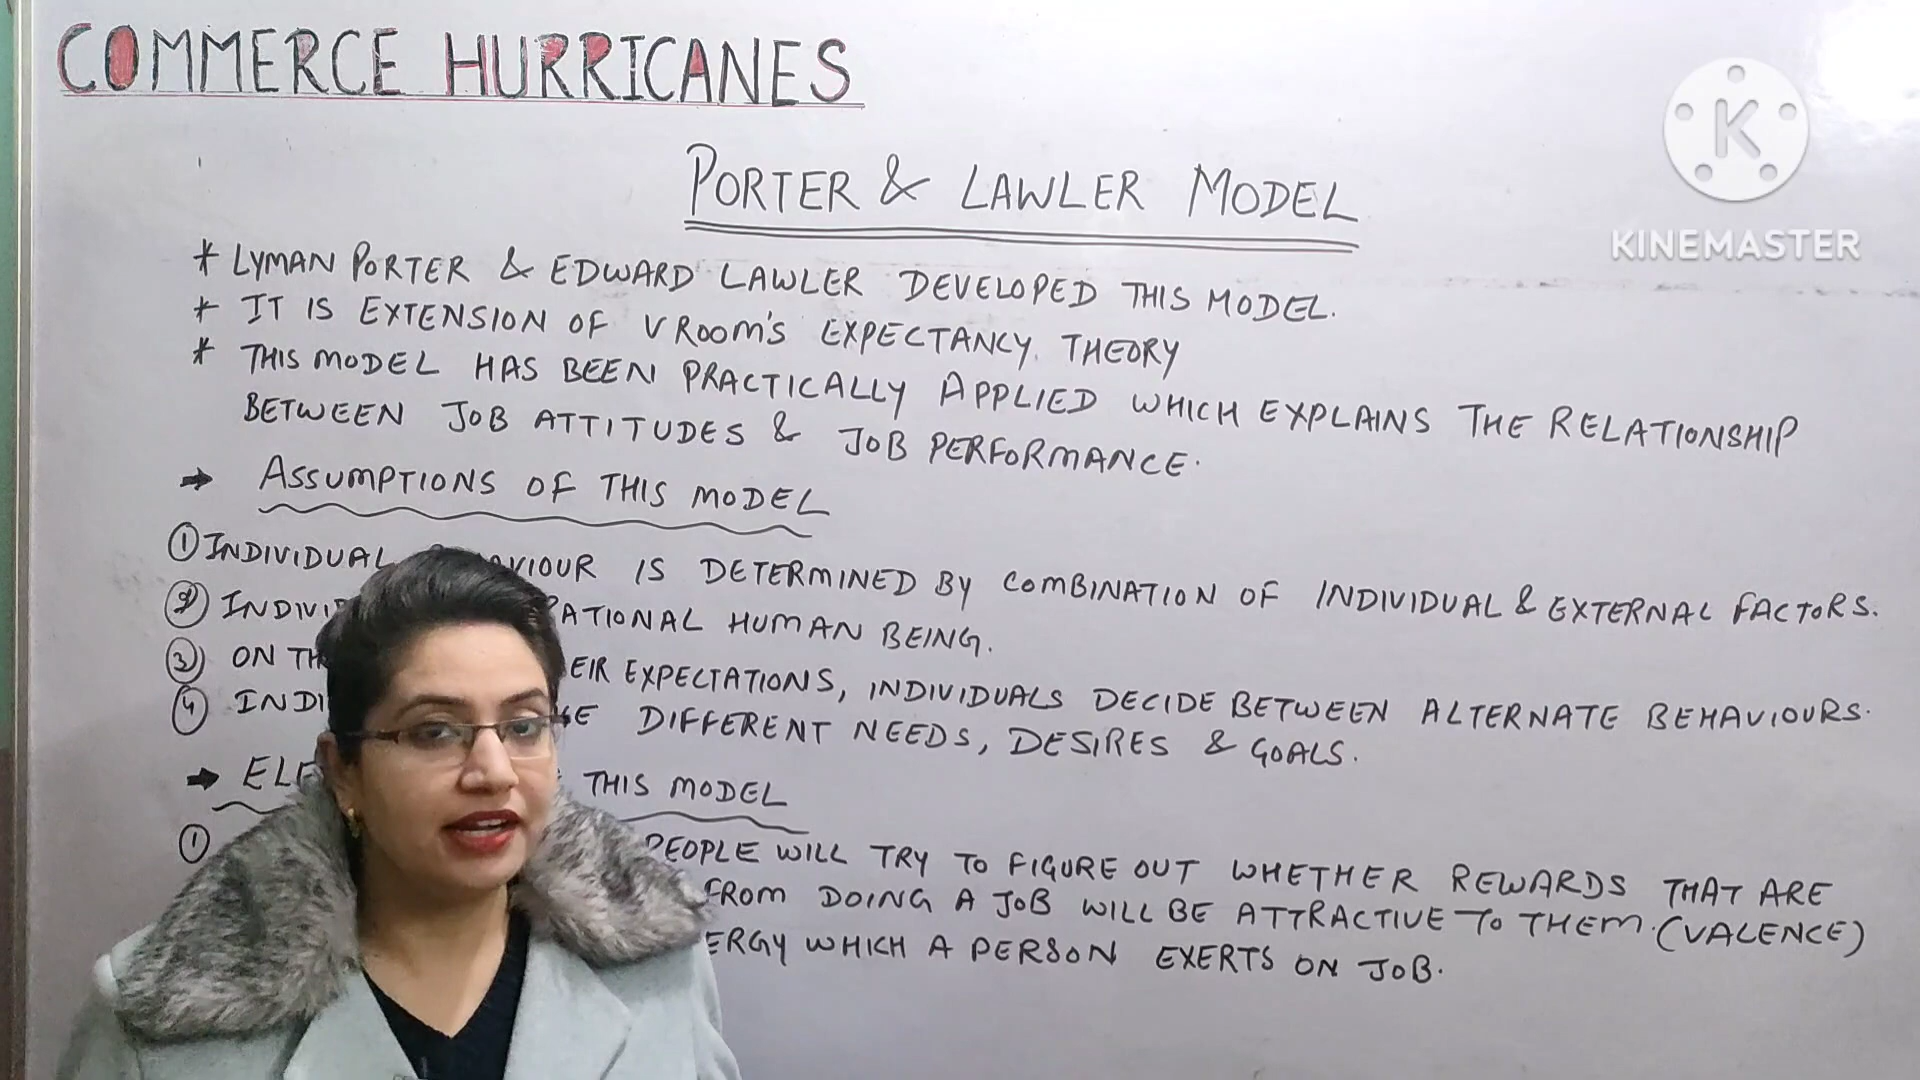 COMMERCE HURRICANES
K
KINEMASTER
PORTER & LAWLER MODEL
* LYMAN PORTER & EDWARD LAWLER DEVELOPED THIS MODEL.
* IT IS EXTENSION OF VROOM'S EXPECTANCY THEORY
* THIS MODEL HAS BEEN PRACTICALLY APPLIED WHICH EXPLAINS THE RELATIONSHIP
BETWEEN JOB ATTITUDES & JOB PERFORMANCE.
→ ASSUMPTIONS OF THIS MODEL
① INDIVIDUAL IS DETERMINED BY COMBINATION OF INDIVIDUAL & EXTERNAL FACTORS.
② HUMAN BEING.
③ ON EXPECTATIONS, INDIVIDUALS DECIDE BETWEEN ALTERNATE BEHAVIOURS.
④ DIFFERENT NEEDS, DESIRES & GOALS.
→ THIS MODEL
① PEOPLE WILL TRY TO FIGURE OUT WHETHER REWARDS THAT ARE
FROM DOING A JOB WILL BE ATTRACTIVE TO THEM. (VALENCE)
WHICH A PERSON EXERTS ON JOB.